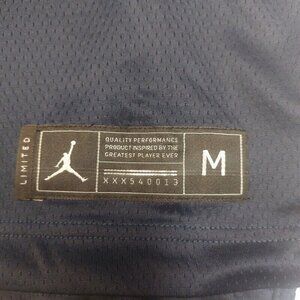 LIMITED
QUALITY PERFORMANCE
PRODUCT INSPIRED BY THE
GREATEST PLAYER EVER
XXX540013
M